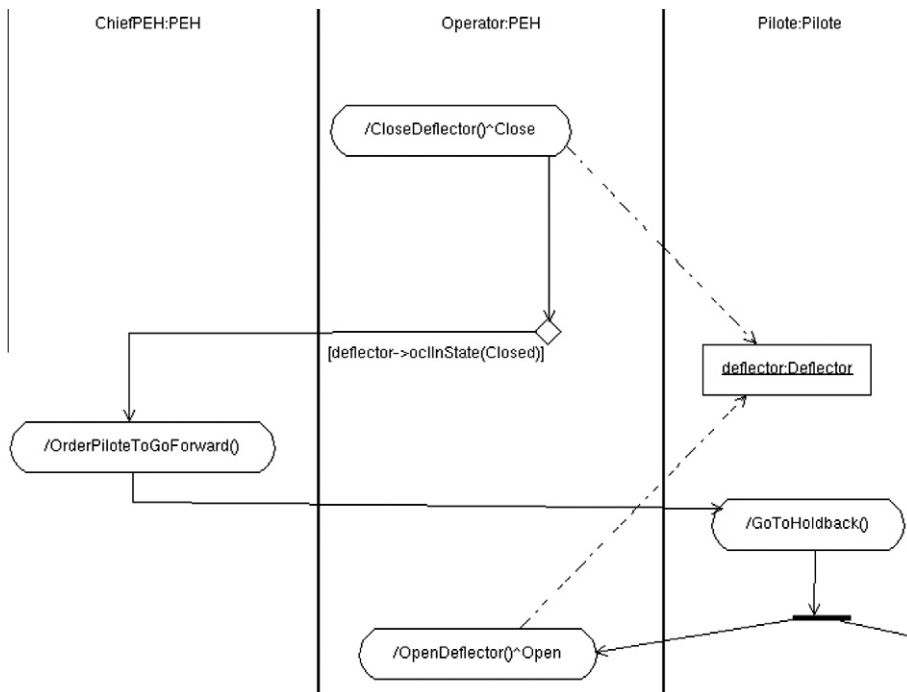 ChiefPEH:PEH
Operator:PEH
Pilote:Pilote
/CloseDeflector()^Close
[deflector->oclInState(Closed)]
deflector:Deflector
/OrderPiloteToGoForward()
/GoToHoldback()
/OpenDeflector()^Open